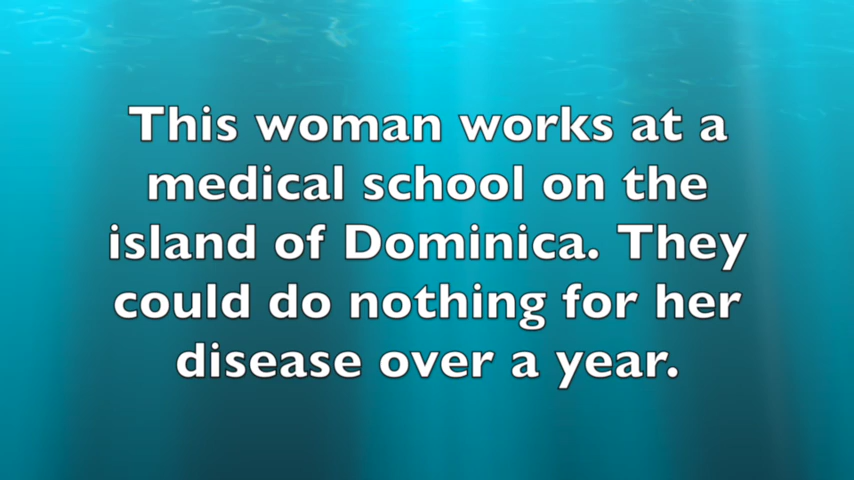 This woman works at a
medical school on the
island of Dominica. They
could do nothing for her
disease over a year.